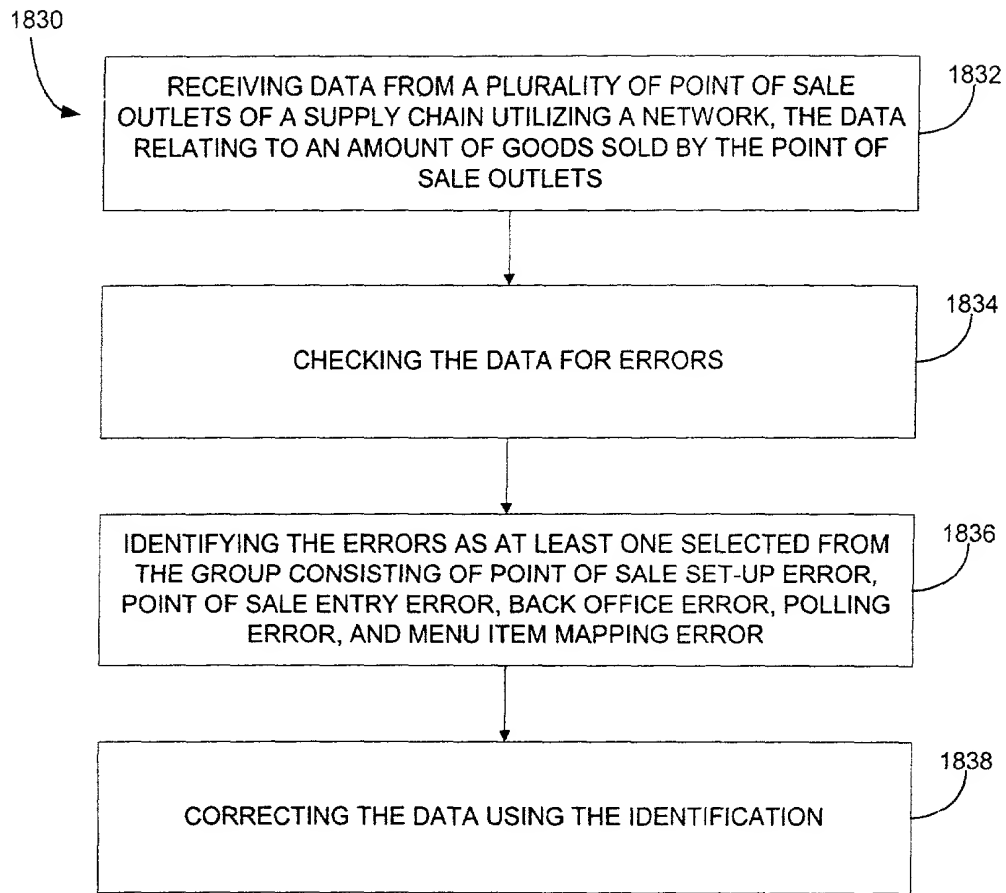 1830
RECEIVING DATA FROM A PLURALITY OF POINT OF SALE
OUTLETS OF A SUPPLY CHAIN UTILIZING A NETWORK, THE DATA
RELATING TO AN AMOUNT OF GOODS SOLD BY THE POINT OF
SALE OUTLETS
1832
CHECKING THE DATA FOR ERRORS
1834
IDENTIFYING THE ERRORS AS AT LEAST ONE SELECTED FROM
THE GROUP CONSISTING OF POINT OF SALE SET-UP ERROR,
POINT OF SALE ENTRY ERROR, BACK OFFICE ERROR, POLLING
ERROR, AND MENU ITEM MAPPING ERROR
1836
CORRECTING THE DATA USING THE IDENTIFICATION
1838